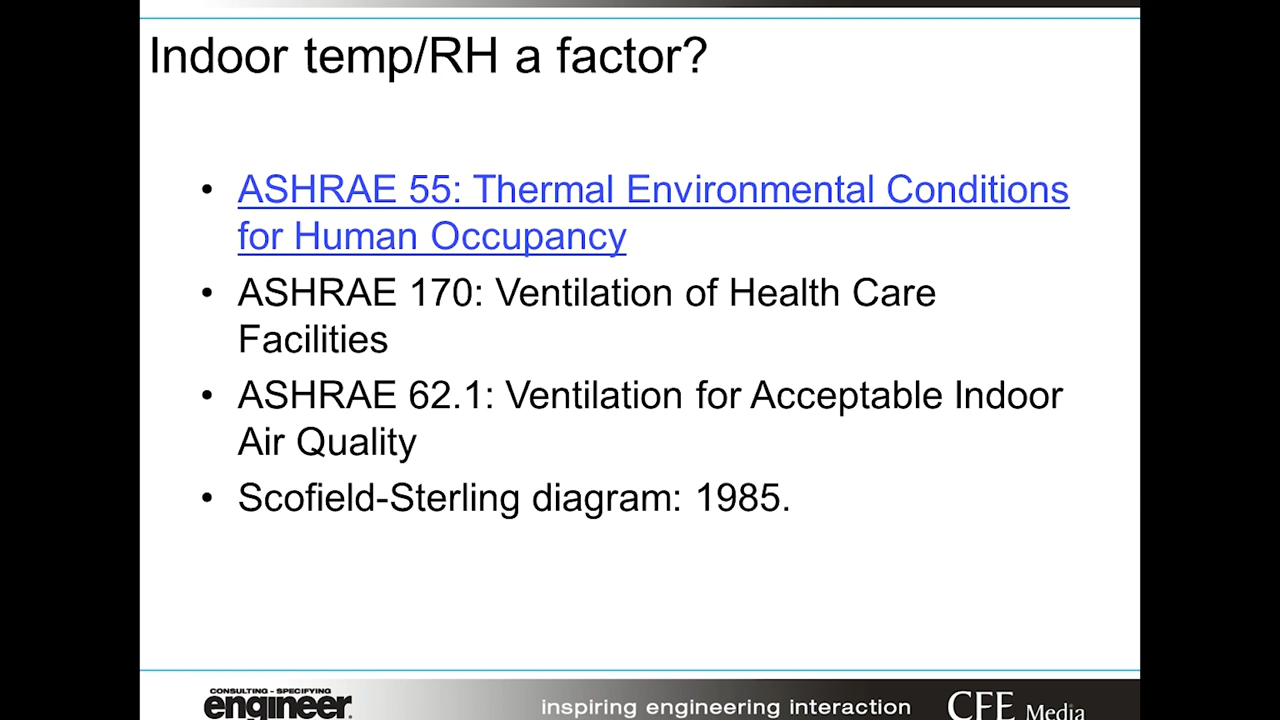 Indoor temp/RH a factor?
• ASHRAE 55: Thermal Environmental Conditions
for Human Occupancy
• ASHRAE 170: Ventilation of Health Care
Facilities
• ASHRAE 62.1: Ventilation for Acceptable Indoor
Air Quality
• Scofield-Sterling diagram: 1985.
CONSULTING-SPECIFYING
engineer®
inspiring engineering interaction
CFE Media